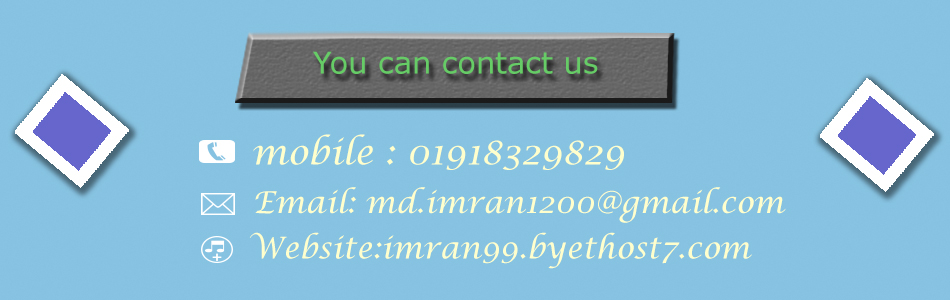 You can contact us
mobile : 01918329829
Email: md.imran1200@gmail.com
Website:imran99.byethost7.com